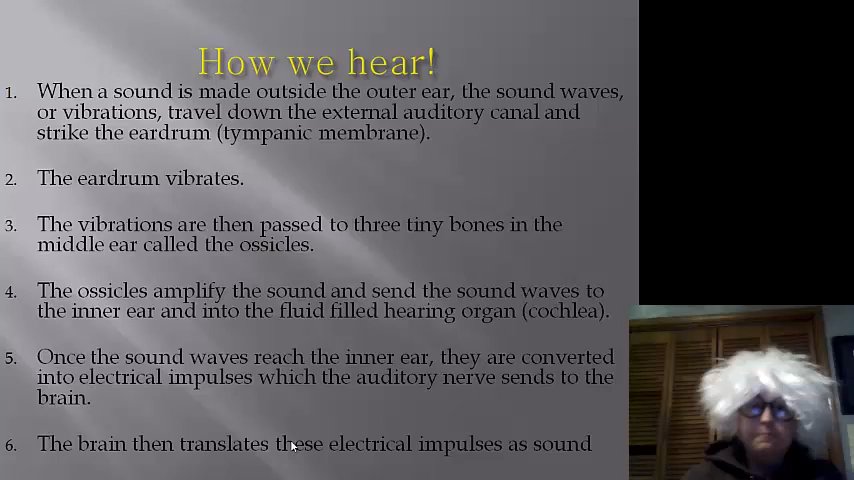 How we hear!
1. When a sound is made outside the outer ear, the sound waves,
or vibrations, travel down the external auditory canal and
strike the eardrum (tympanic membrane).
2. The eardrum vibrates.
3. The vibrations are then passed to three tiny bones in the
middle ear called the ossicles.
4. The ossicles amplify the sound and send the sound waves to
the inner ear and into the fluid filled hearing organ (cochlea).
5. Once the sound waves reach the inner ear, they are converted
into electrical impulses which the auditory nerve sends to the
brain.
6. The brain then translates these electrical impulses as sound